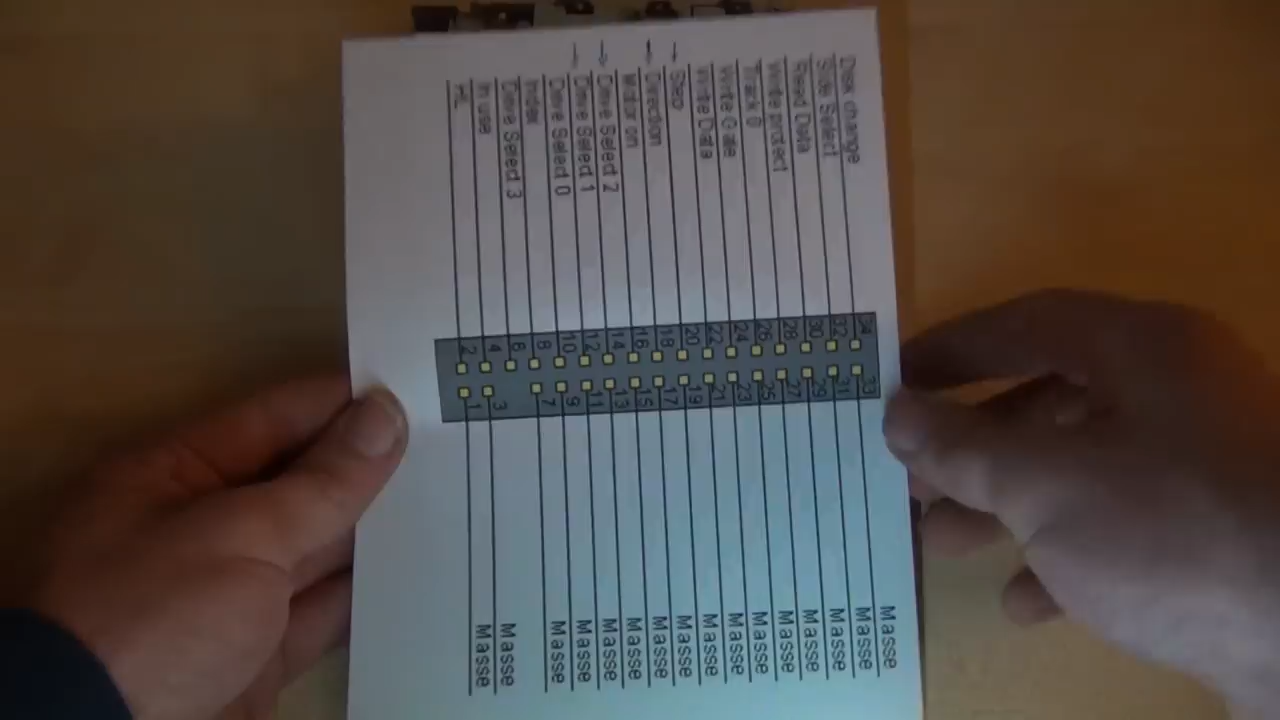 Disk change 34 33 Masse
Side Select 32 31 Masse
Read Data 30 29 Masse
Write protect 28 27 Masse
Track 0 26 25 Masse
Write Gate 24 23 Masse
Write Data 22 21 Masse
Step 20 19 Masse
Direction 18 17 Masse
Motor on 16 15 Masse
Drive Select 2 14 13 Masse
Drive Select 1 12 11 Masse
Drive Select 0 10 9 Masse
Index 8 7 Masse
Drive Select 3 6
In use 4 3 Masse
HL 2 1 Masse